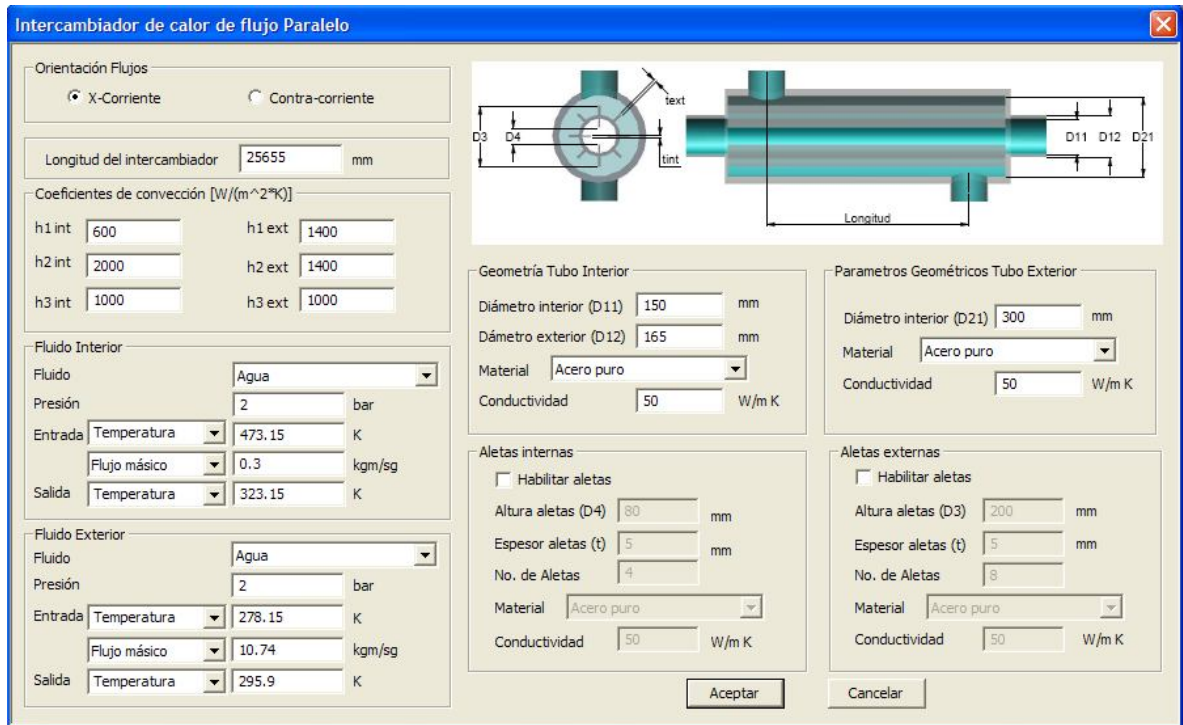 Intercambiador de calor de flujo Paralelo
Orientación Flujos
X-Corriente Contra-corriente
Longitud del intercambiador 25655 mm
Coeficientes de convección [W/(m^2*K)]
h1 int 600 h1 ext 1400
h2 int 2000 h2 ext 1400
h3 int 1000 h3 ext 1000
Fluido Interior
Fluido Agua
Presión 2 bar
Entrada Temperatura 473.15 K
Flujo másico 0.3 kgm/sg
Salida Temperatura 323.15 K
Fluido Exterior
Fluido Agua
Presión 2 bar
Entrada Temperatura 278.15 K
Flujo másico 10.74 kgm/sg
Salida Temperatura 295.9 K
text
D3 D4 D11 D12 D21
tint
Longitud
Geometría Tubo Interior
Diámetro interior (D11) 150 mm
Dámetro exterior (D12) 165 mm
Material Acero puro
Conductividad 50 W/m K
Parametros Geométricos Tubo Exterior
Diámetro interior (D21) 300 mm
Material Acero puro
Conductividad 50 W/m K
Aletas internas
Habilitar aletas
Altura aletas (D4) 80 mm
Espesor aletas (t) 5 mm
No. de Aletas 4
Material Acero puro
Conductividad 50 W/m K
Aletas externas
Habilitar aletas
Altura aletas (D3) 200 mm
Espesor aletas (t) 5 mm
No. de Aletas 8
Material Acero puro
Conductividad 50 W/m K
Aceptar Cancelar